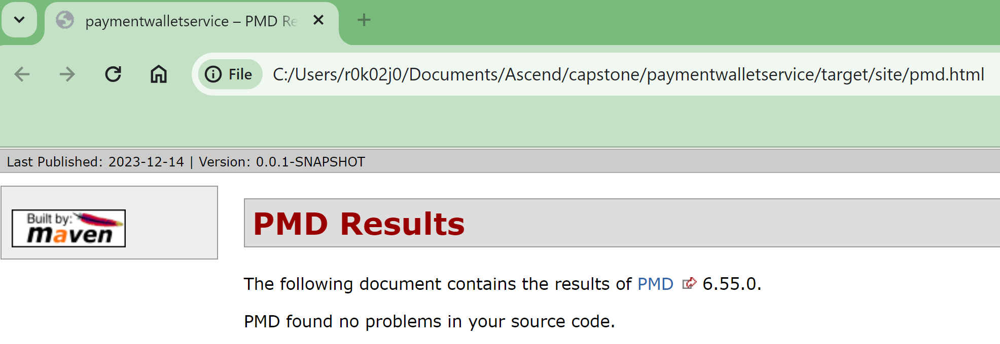 paymentwalletservice – PMD Re
File
C:/Users/r0k02j0/Documents/Ascend/capstone/paymentwalletservice/target/site/pmd.html
Last Published: 2023-12-14 | Version: 0.0.1-SNAPSHOT
Built by:
maven
PMD Results
The following document contains the results of PMD 6.55.0.
PMD found no problems in your source code.